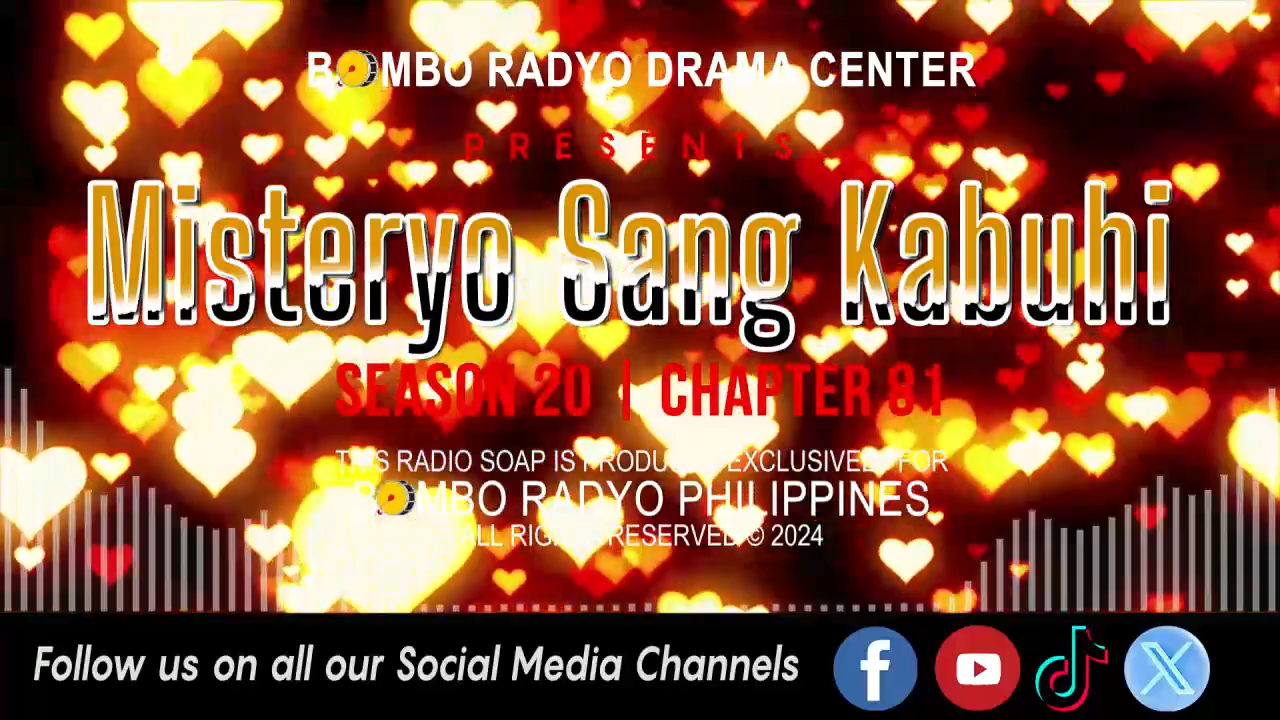 BOMBO RADYO DRAMA CENTER
PRESENTS
Misteryo Sang Kabuhi
SEASON 20 | CHAPTER 81
THIS RADIO SOAP IS PRODUCED EXCLUSIVELY FOR
BOMBO RADYO PHILIPPINES
ALL RIGHTS RESERVED © 2024
Follow us on all our Social Media Channels